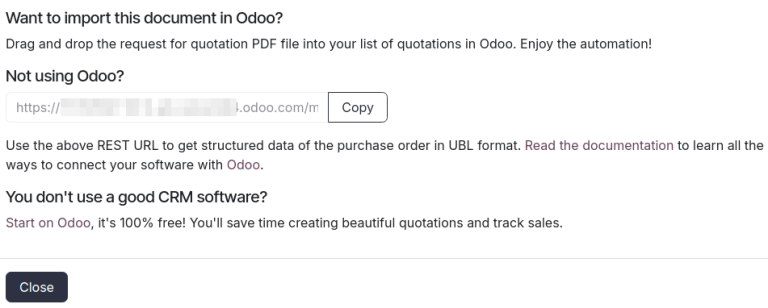 Want to import this document in Odoo?
Drag and drop the request for quotation PDF file into your list of quotations in Odoo. Enjoy the automation!
Not using Odoo?
https:// .odoo.com/m
Copy
Use the above REST URL to get structured data of the purchase order in UBL format. Read the documentation to learn all the
ways to connect your software with Odoo.
You don't use a good CRM software?
Start on Odoo, it's 100% free! You'll save time creating beautiful quotations and track sales.
Close